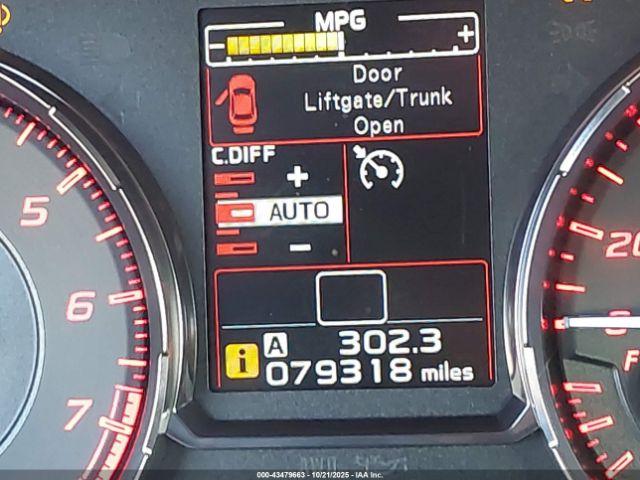 MPG
− +
Door
Liftgate/Trunk
Open
C.DIFF
+
AUTO
−
5
6
7
20
F
A 302.3
i 079318 miles
000-43479663 - 10/21/2025 - IAA Inc.